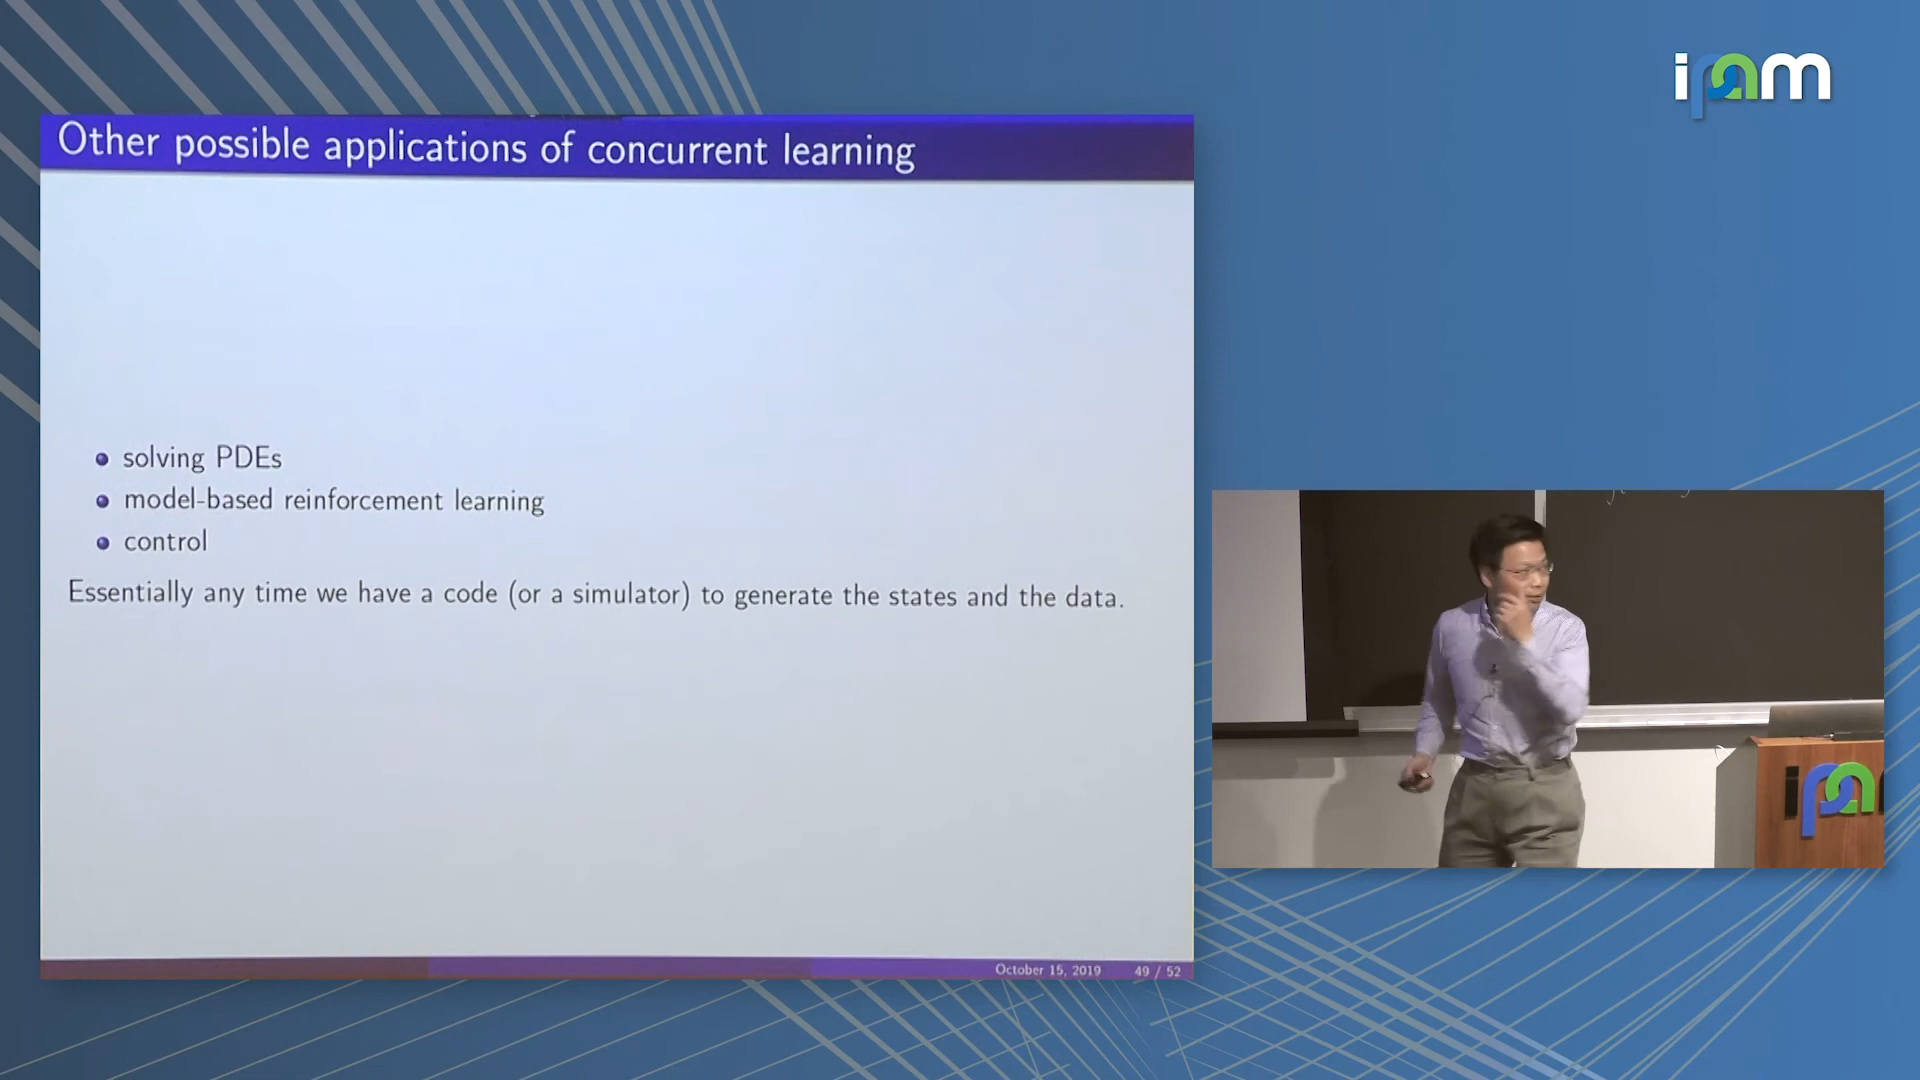 ipam
Other possible applications of concurrent learning
solving PDEs
model-based reinforcement learning
control
Essentially any time we have a code (or a simulator) to generate the states and the data.
October 15, 2019 49 / 52